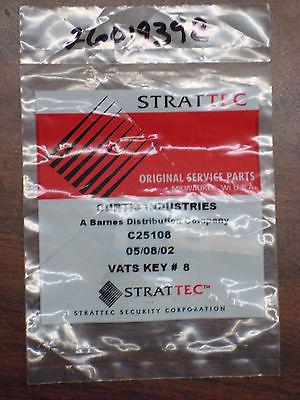 26019398
STRATTEC
ORIGINAL SERVICE PARTS
MILWAUKEE, WI U.S.A.
CURTIS INDUSTRIES
A Barnes Distribution Company
C25108
05/08/02
VATS KEY # 8
STRATTEC™
STRATTEC SECURITY CORPORATION